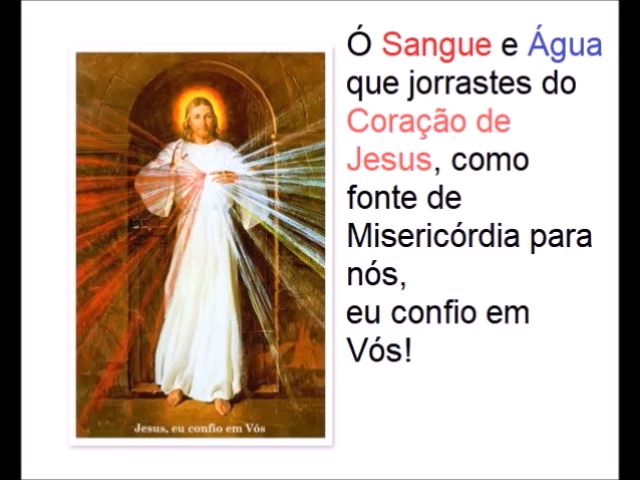 Ó Sangue e Água
que jorrastes do
Coração de
Jesus, como
fonte de
Misericórdia para
nós,
eu confio em
Vós!
Jesus, eu confio em Vós